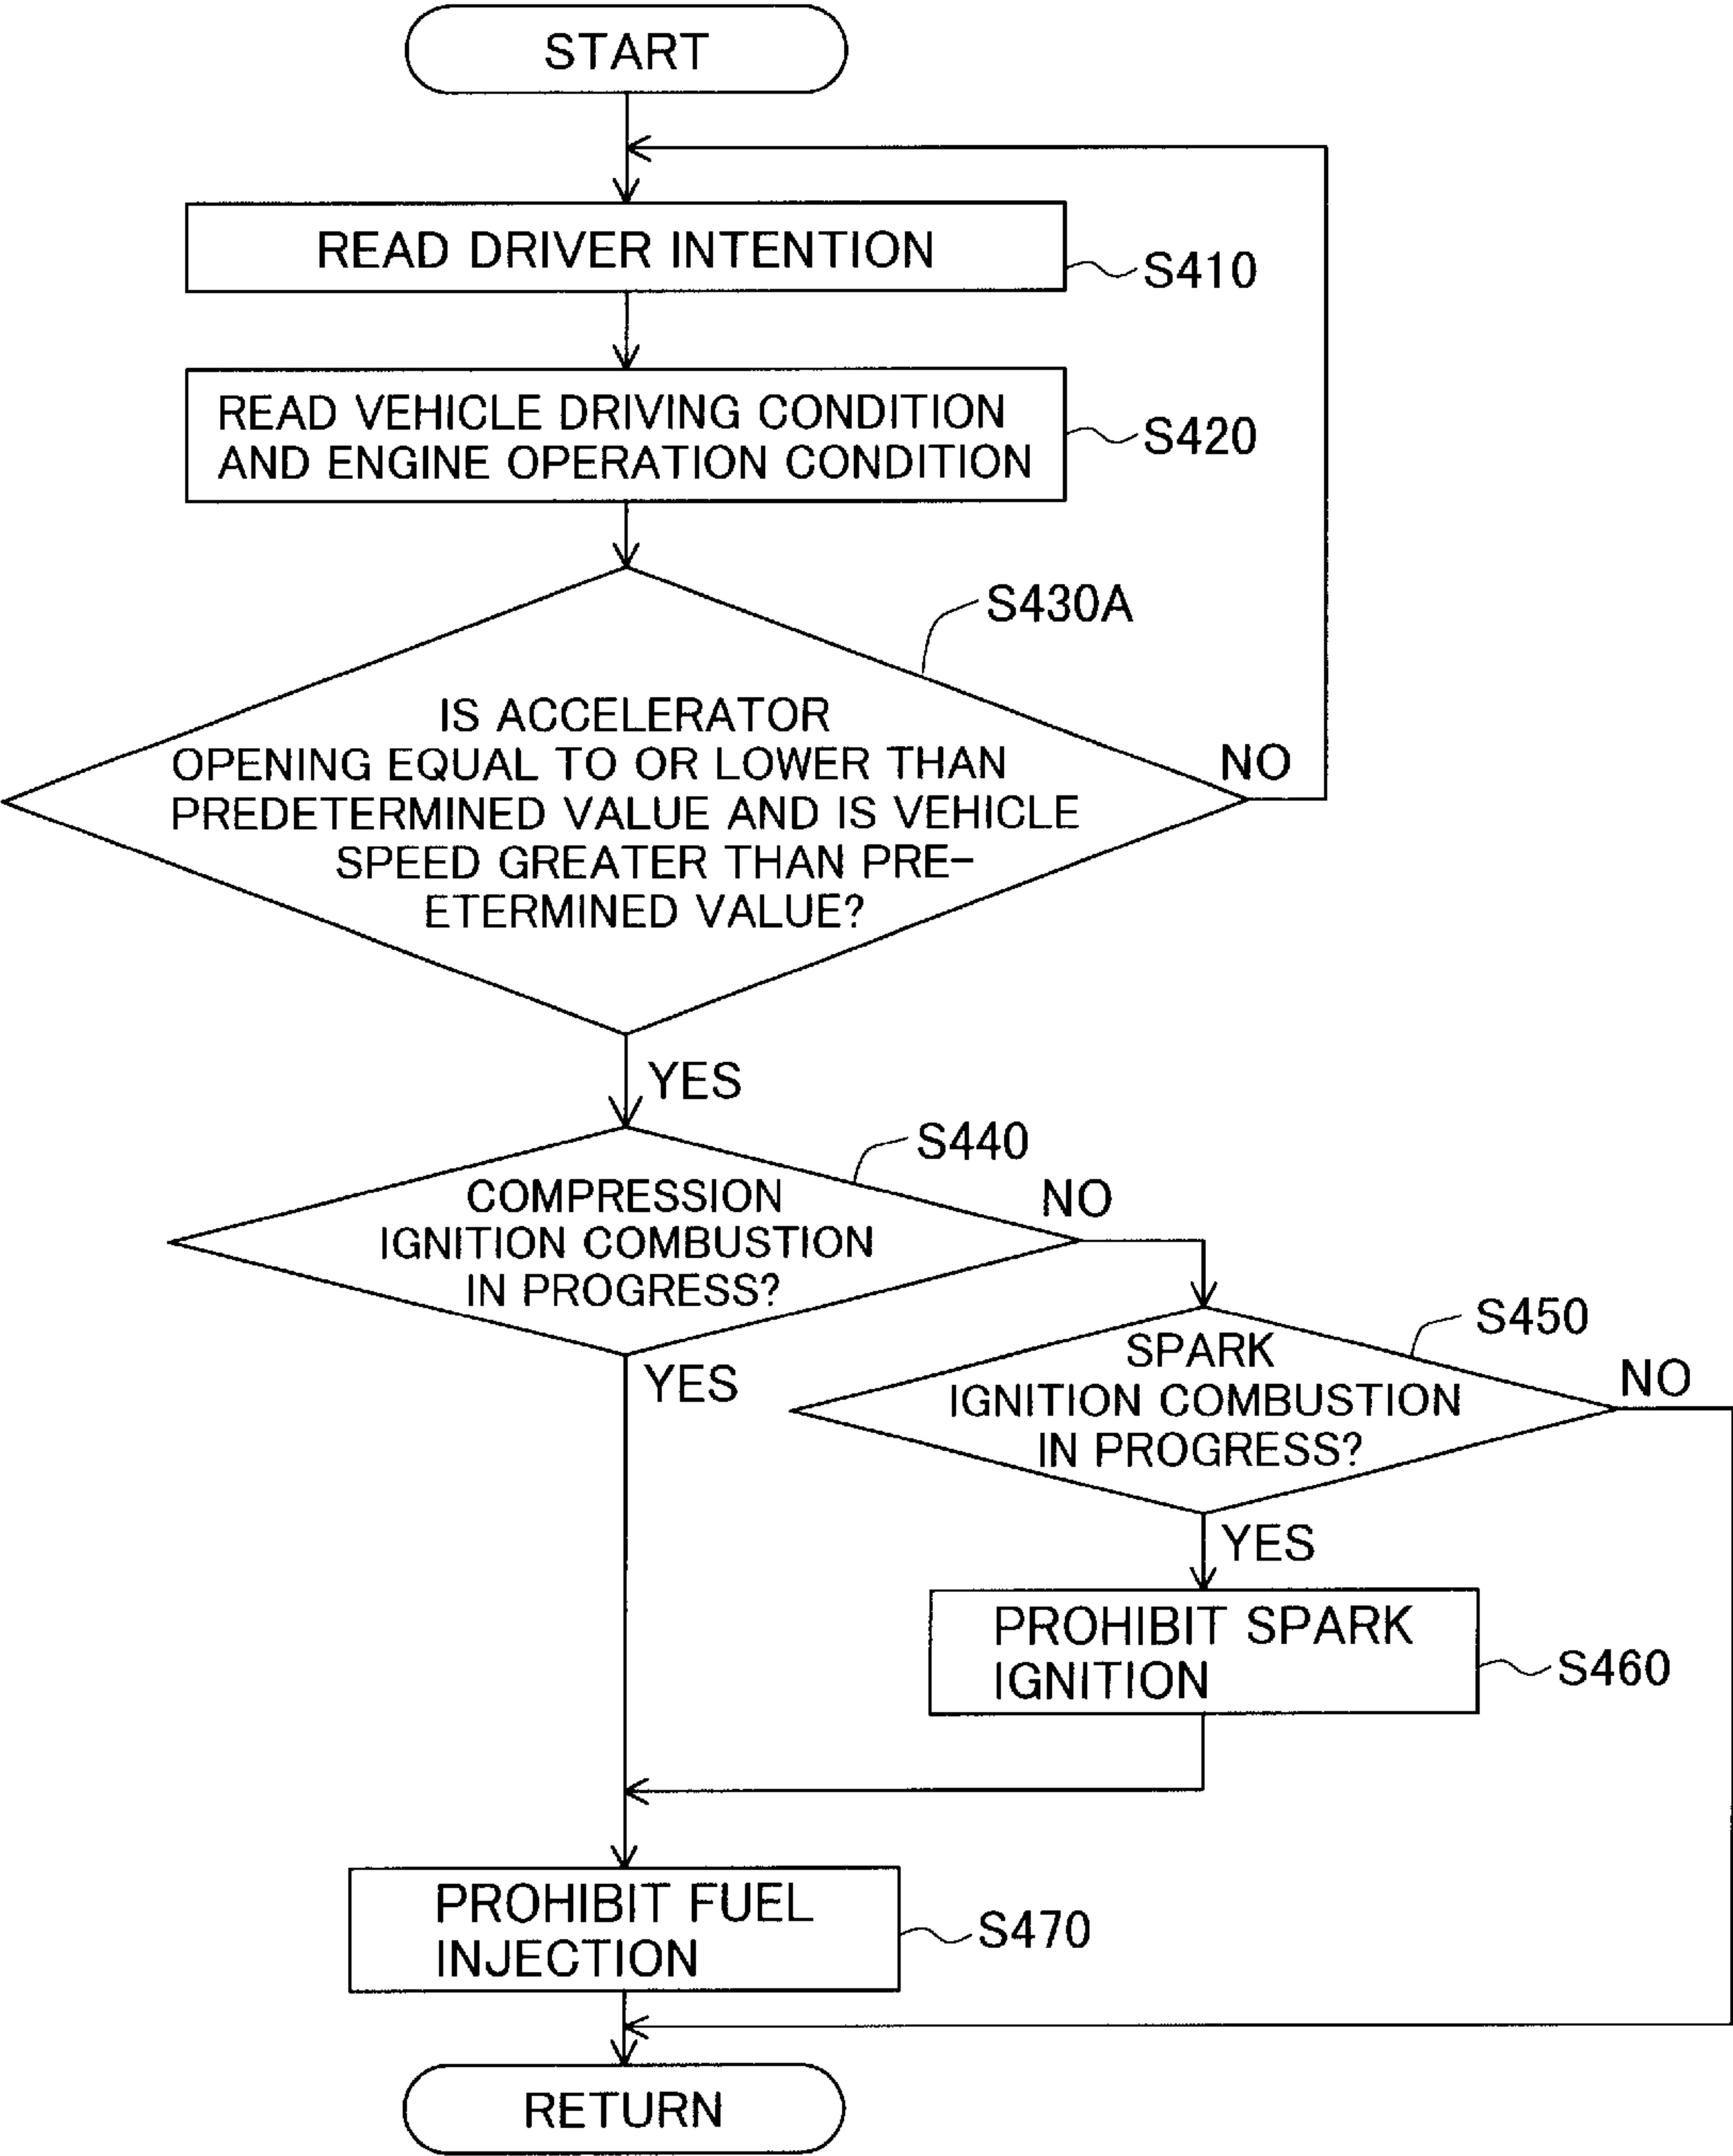 START
READ DRIVER INTENTION
S410
READ VEHICLE DRIVING CONDITION
AND ENGINE OPERATION CONDITION
S420
S430A
IS ACCELERATOR
OPENING EQUAL TO OR LOWER THAN
PREDETERMINED VALUE AND IS VEHICLE
SPEED GREATER THAN PRE-
ETERMINED VALUE?
NO
YES
S440
COMPRESSION
IGNITION COMBUSTION
IN PROGRESS?
NO
YES
S450
SPARK
IGNITION COMBUSTION
IN PROGRESS?
NO
YES
PROHIBIT SPARK
IGNITION
S460
PROHIBIT FUEL
INJECTION
S470
RETURN